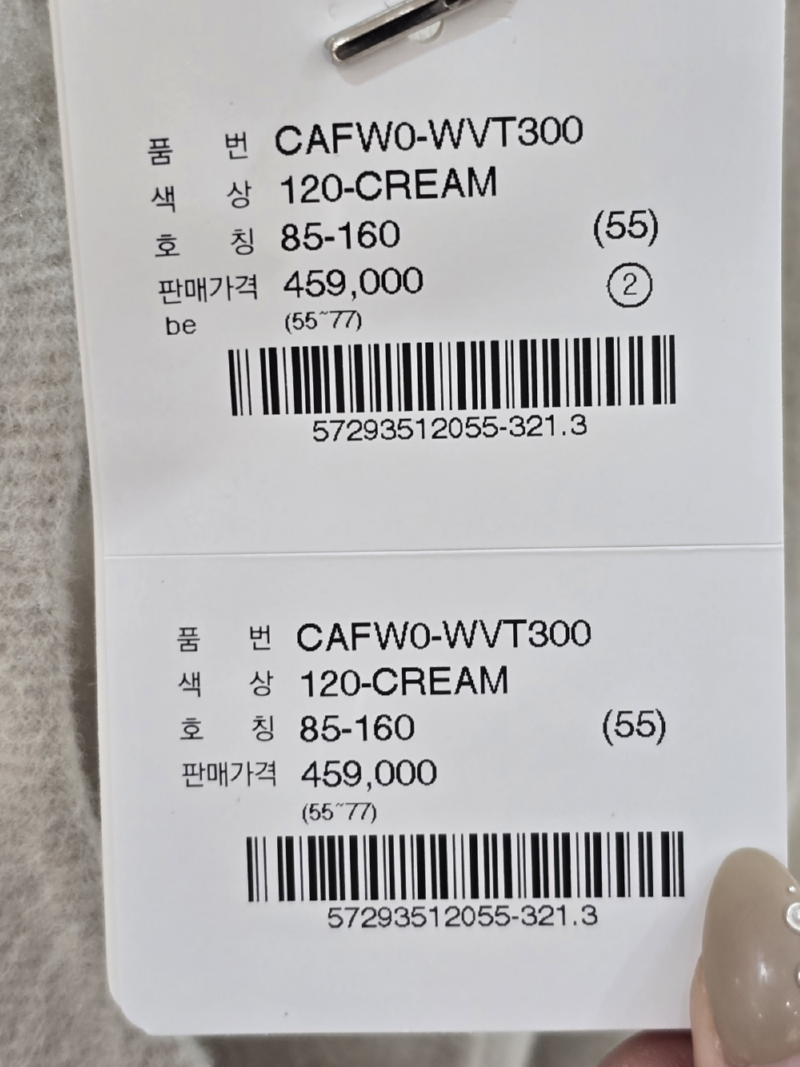 품 번 CAFW0-WVT300
색 상 120-CREAM
호 칭 85-160 (55)
판매가격 459,000 ②
be (55~77)
57293512055-321.3
품 번 CAFW0-WVT300
색 상 120-CREAM
호 칭 85-160 (55)
판매가격 459,000
(55~77)
57293512055-321.3